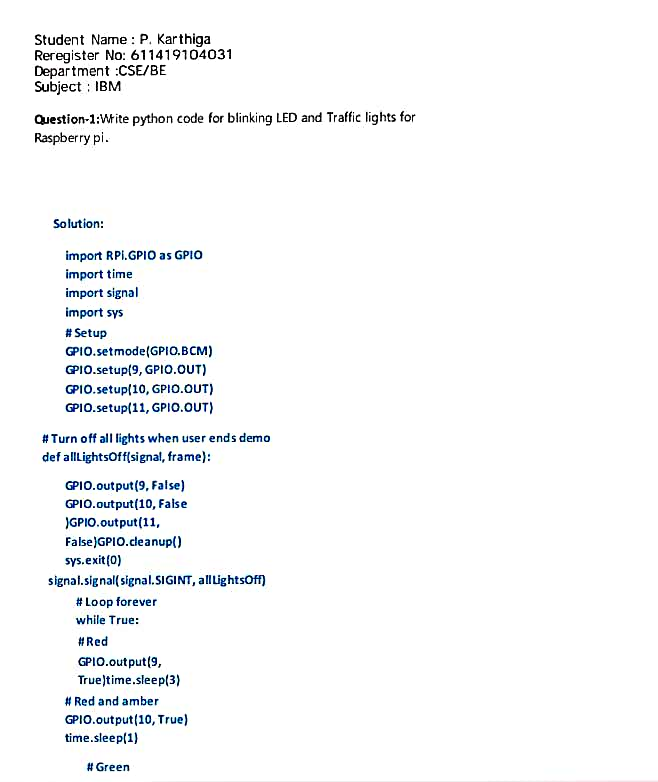 Student Name : P. Karthiga
Reregister No: 611419104031
Department :CSE/BE
Subject : IBM
Question-1:Write python code for blinking LED and Traffic lights for
Raspberry pi.
Solution:
import RPi.GPIO as GPIO
import time
import signal
import sys
# Setup
GPIO.setmode(GPIO.BCM)
GPIO.setup(9, GPIO.OUT)
GPIO.setup(10, GPIO.OUT)
GPIO.setup(11, GPIO.OUT)
# Turn off all lights when user ends demo
def allLightsOff(signal, frame):
GPIO.output(9, False)
GPIO.output(10, False
)GPIO.output(11,
False)GPIO.cleanup()
sys.exit(0)
signal.signal(signal.SIGINT, allLightsOff)
# Loop forever
while True:
# Red
GPIO.output(9,
True)time.sleep(3)
# Red and amber
GPIO.output(10, True)
time.sleep(1)
# Green